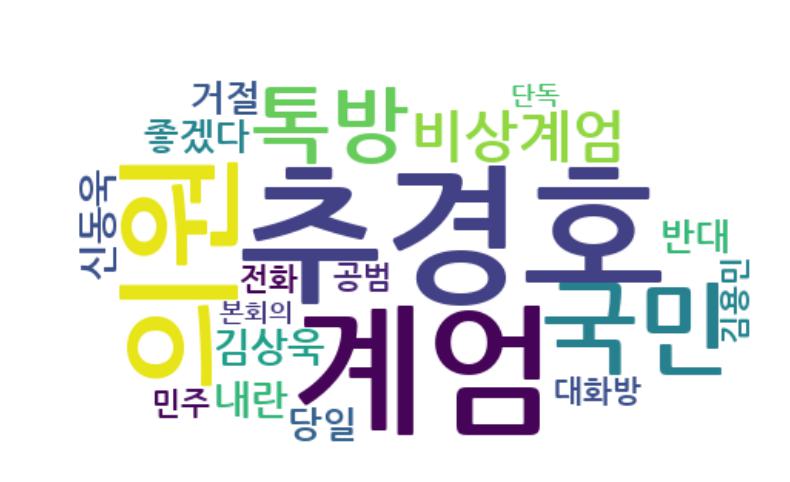 거절
톡방
단독
좋겠다
비상계엄
신동욱
의원
추경호
반대
전화
공범
김용민
본회의
계엄
국민
김상욱
민주
내란
당일
대화방